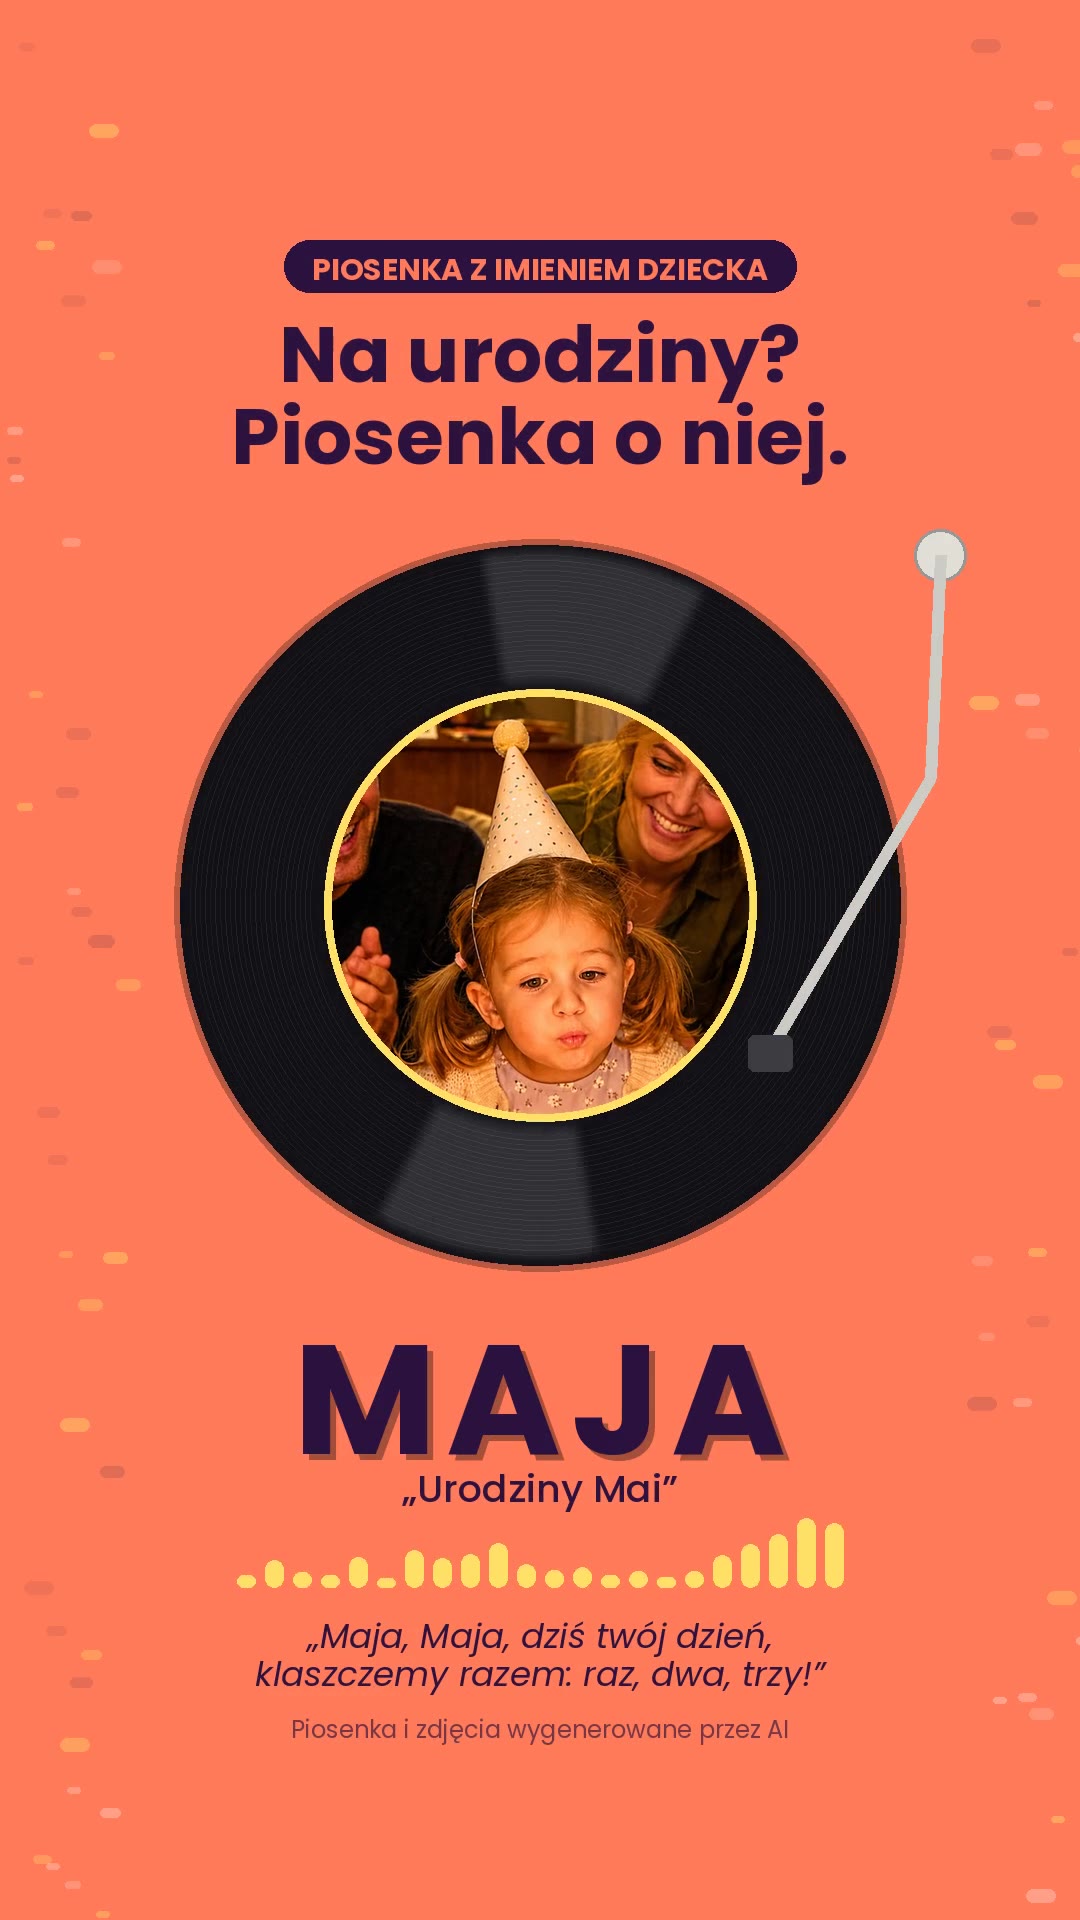 PIOSENKA Z IMIENIEM DZIECKA
Na urodziny?
Piosenka o niej.
MAJA
„Urodziny Mai”
„Maja, Maja, dziś twój dzień,
klaszczemy razem: raz, dwa, trzy!”
Piosenka i zdjęcia wygenerowane przez AI